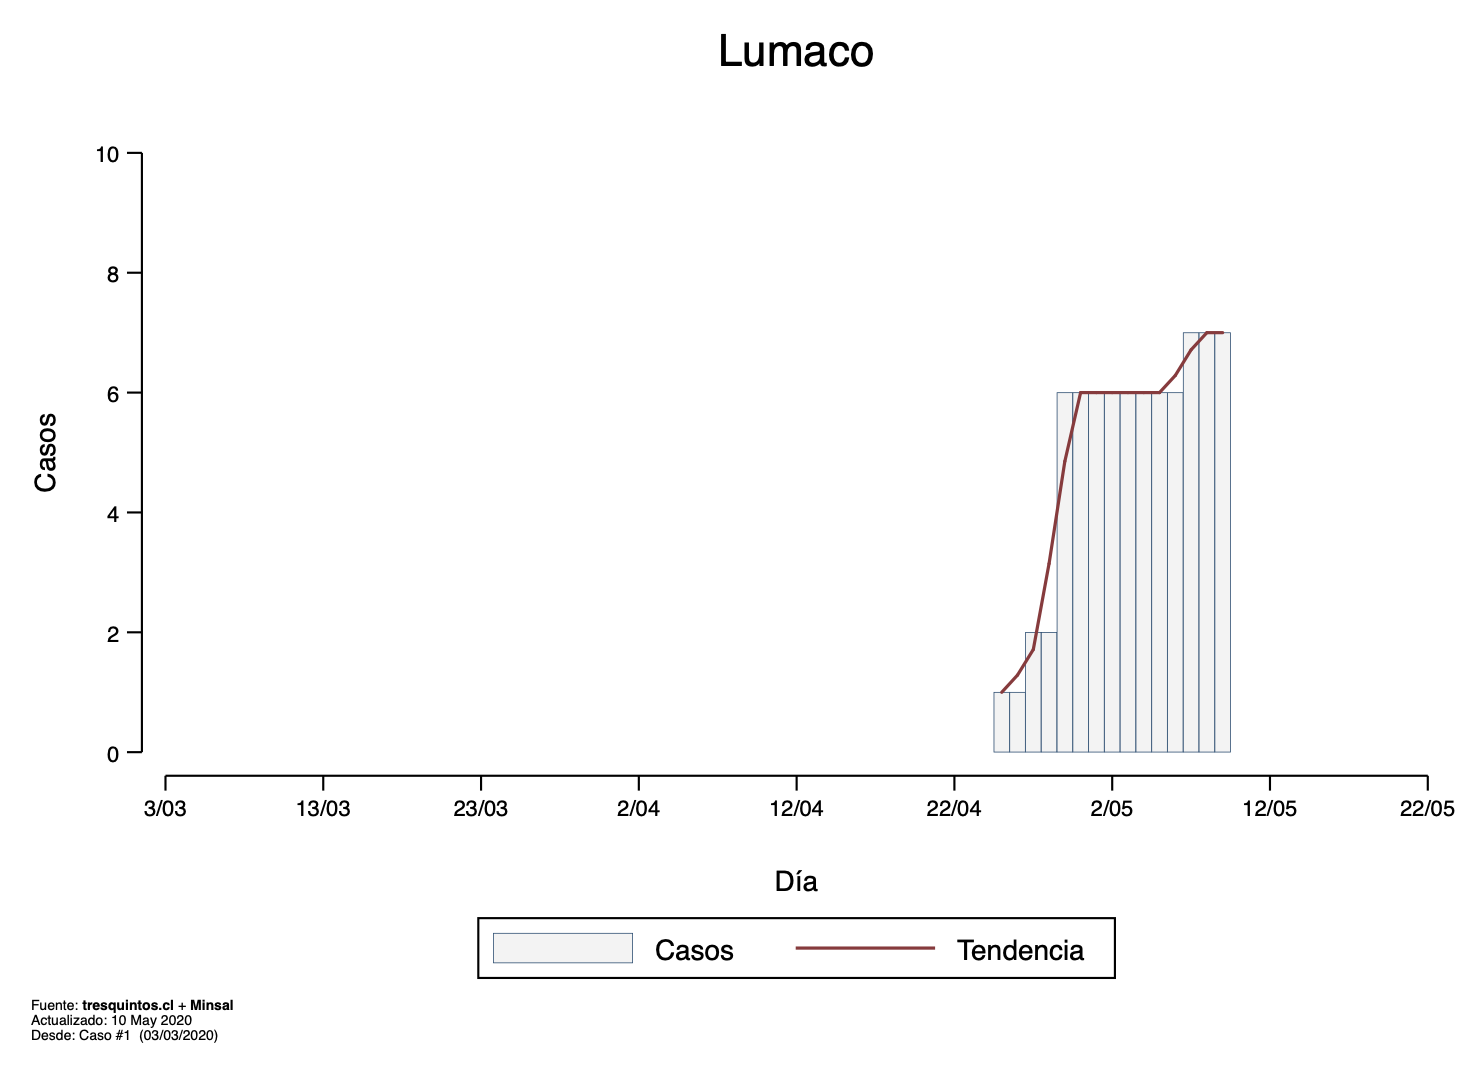 Lumaco
10
8
6
4
2
0
Casos
3/03 13/03 23/03 2/04 12/04 22/04 2/05 12/05 22/05
Día
Casos Tendencia
Fuente: tresquintos.cl + Minsal
Actualizado: 10 May 2020
Desde: Caso #1 (03/03/2020)